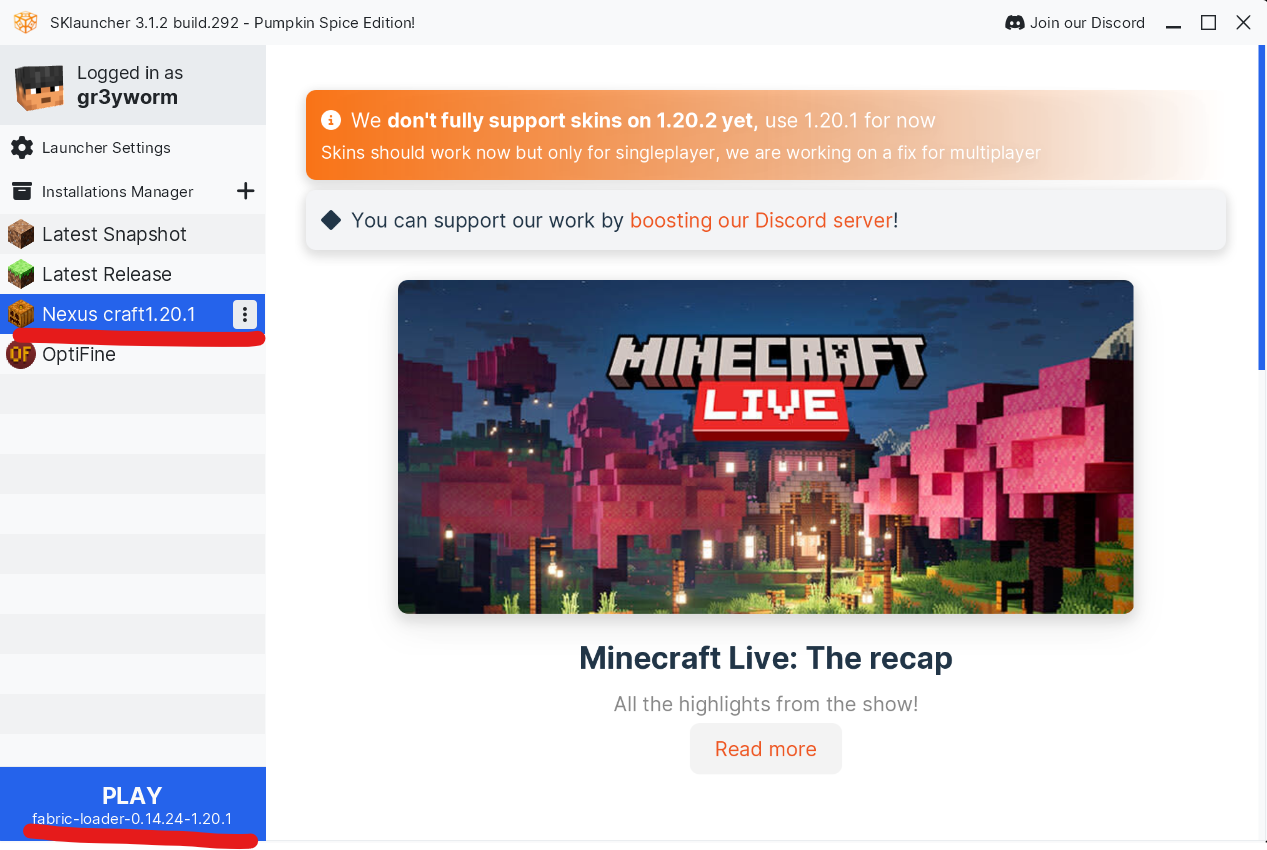 SKlauncher 3.1.2 build.292 - Pumpkin Spice Edition!
Join our Discord
Logged in as
gr3yworm
Launcher Settings
Installations Manager
Latest Snapshot
Latest Release
Nexus craft1.20.1
OF OptiFine
PLAY
fabric-loader-0.14.24-1.20.1
We don't fully support skins on 1.20.2 yet, use 1.20.1 for now
Skins should work now but only for singleplayer, we are working on a fix for multiplayer
You can support our work by boosting our Discord server!
MINECRAFT
LIVE
Minecraft Live: The recap
All the highlights from the show!
Read more